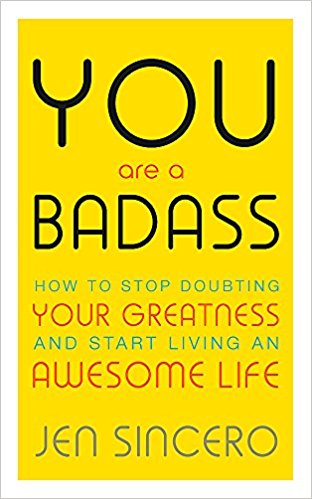 YOU
are a
BADASS
HOW TO STOP DOUBTING
YOUR GREATNESS
AND START LIVING AN
AWESOME LIFE
JEN SINCERO